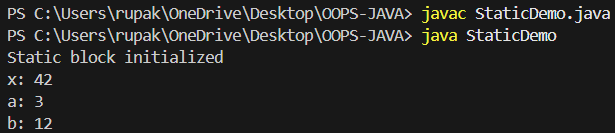 PS C:\Users\rupak\OneDrive\Desktop\OOPS-JAVA> javac StaticDemo.java
PS C:\Users\rupak\OneDrive\Desktop\OOPS-JAVA> java StaticDemo
Static block initialized
x: 42
a: 3
b: 12